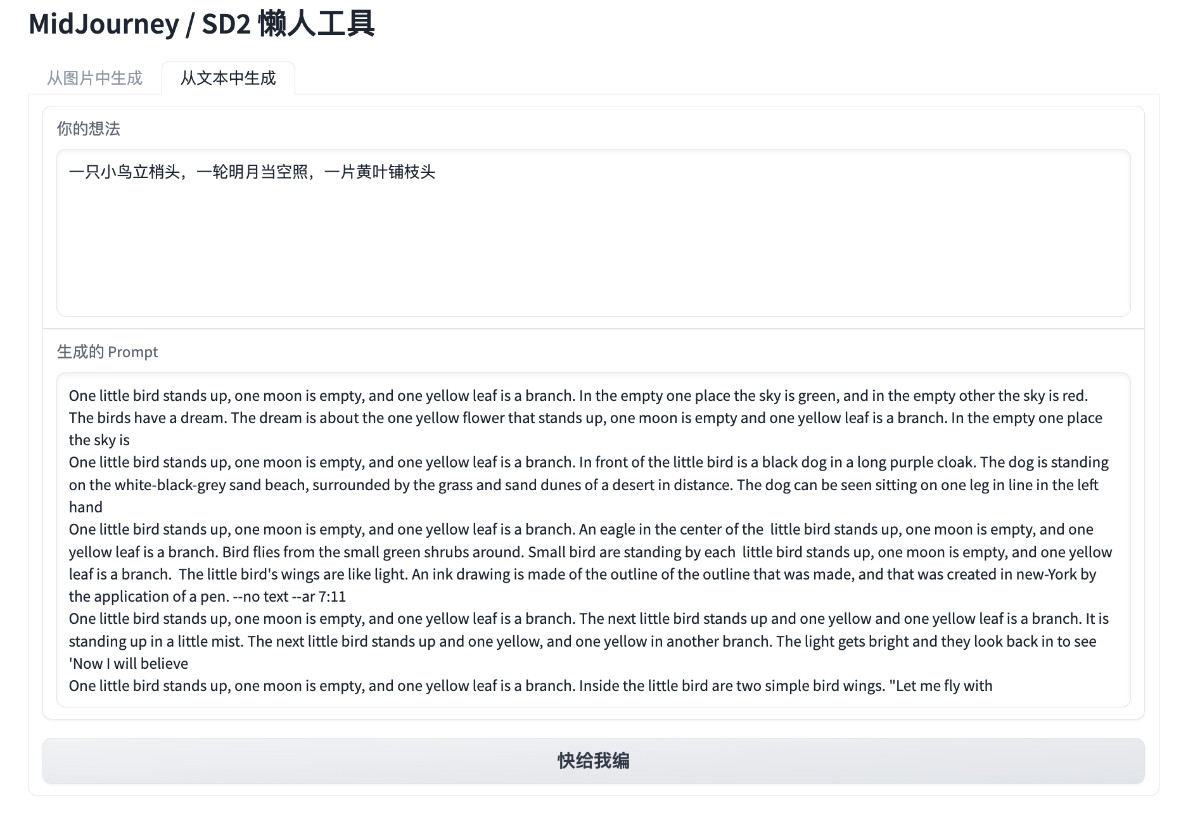 MidJourney / SD2 懒人工具
从图片中生成
从文本中生成
你的想法
一只小鸟立梢头，一轮明月当空照，一片黄叶铺枝头
生成的 Prompt
One little bird stands up, one moon is empty, and one yellow leaf is a branch. In the empty one place the sky is green, and in the empty other the sky is red.
The birds have a dream. The dream is about the one yellow flower that stands up, one moon is empty and one yellow leaf is a branch. In the empty one place
the sky is
One little bird stands up, one moon is empty, and one yellow leaf is a branch. In front of the little bird is a black dog in a long purple cloak. The dog is standing
on the white-black-grey sand beach, surrounded by the grass and sand dunes of a desert in distance. The dog can be seen sitting on one leg in line in the left
hand
One little bird stands up, one moon is empty, and one yellow leaf is a branch. An eagle in the center of the  little bird stands up, one moon is empty, and one
yellow leaf is a branch. Bird flies from the small green shrubs around. Small bird are standing by each  little bird stands up, one moon is empty, and one yellow
leaf is a branch.  The little bird's wings are like light. An ink drawing is made of the outline of the outline that was made, and that was created in new-York by
the application of a pen. --no text --ar 7:11
One little bird stands up, one moon is empty, and one yellow leaf is a branch. The next little bird stands up and one yellow and one yellow leaf is a branch. It is
standing up in a little mist. The next little bird stands up and one yellow, and one yellow in another branch. The light gets bright and they look back in to see
'Now I will believe
One little bird stands up, one moon is empty, and one yellow leaf is a branch. Inside the little bird are two simple bird wings. "Let me fly with
快给我编